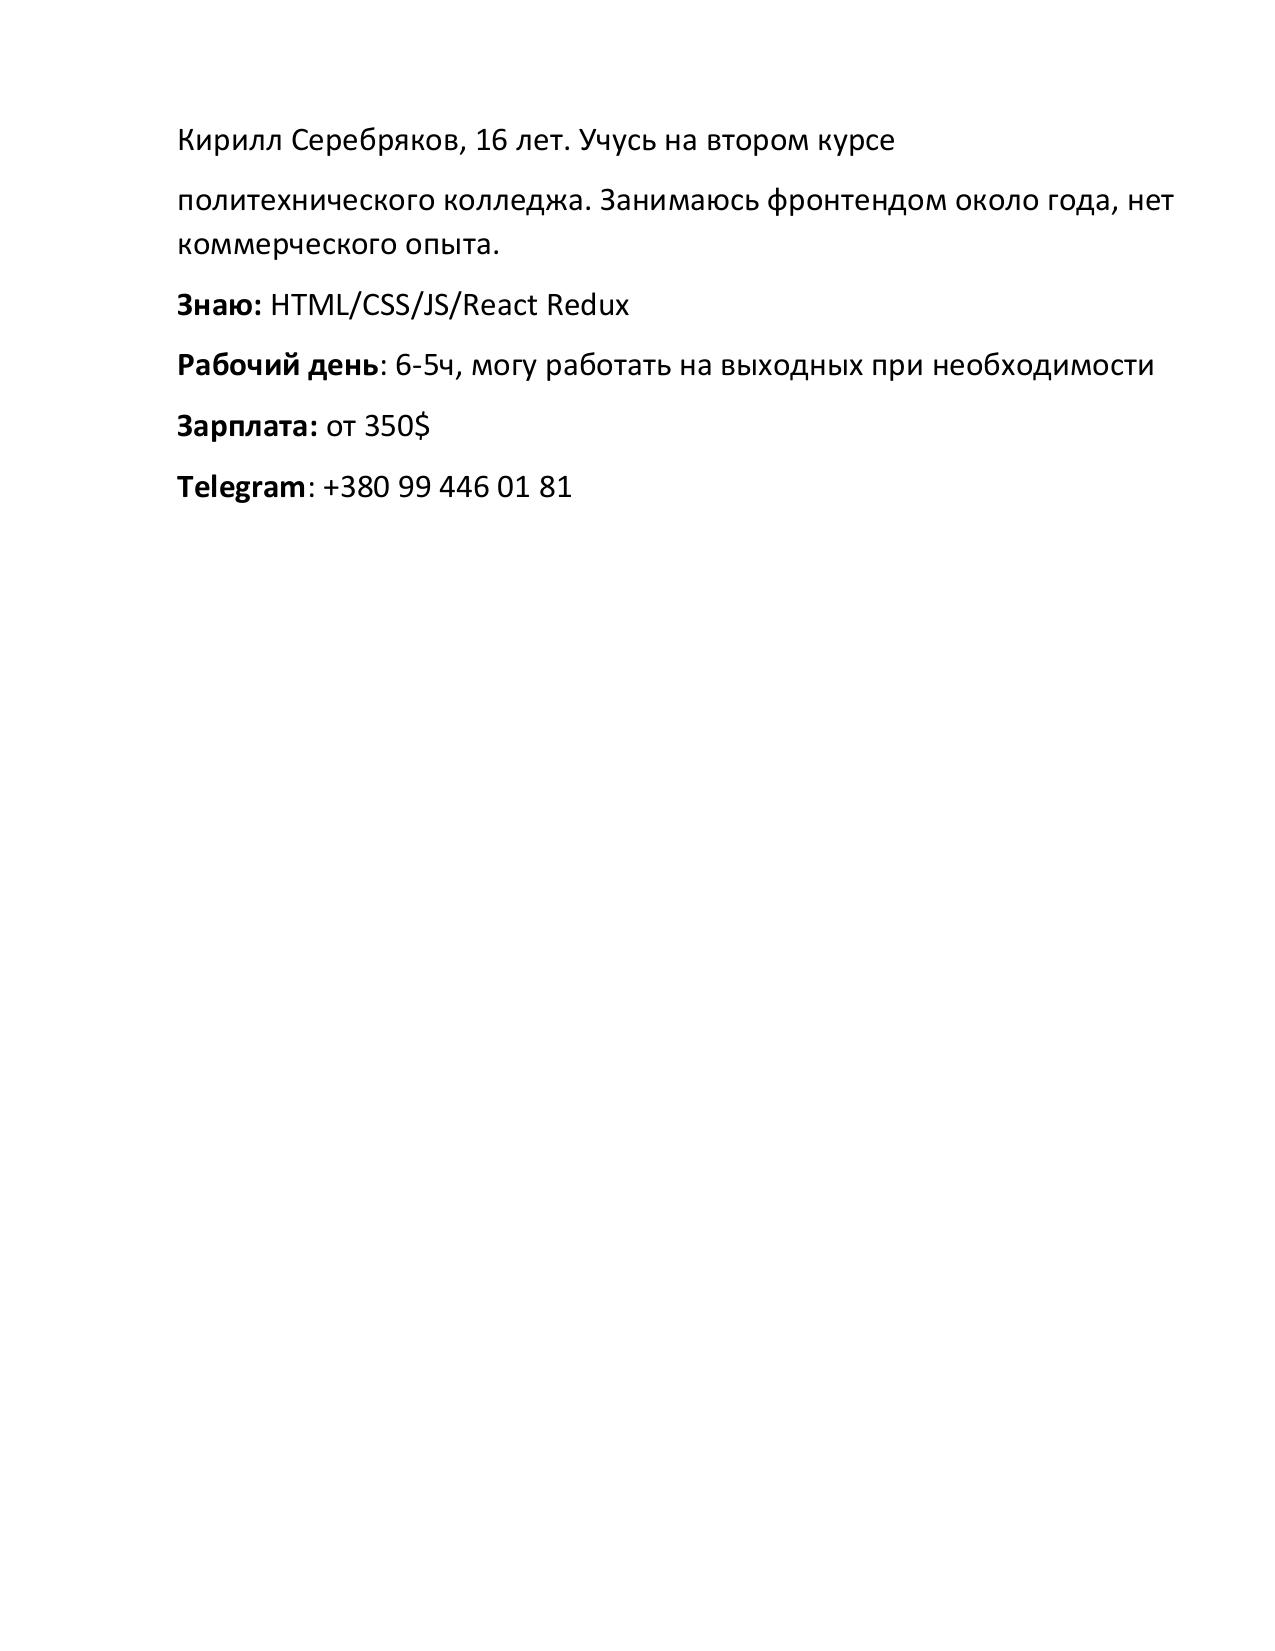 Кирилл Серебряков, 16 лет. Учусь на втором курсе
политехнического колледжа. Занимаюсь фронтендом около года, нет
коммерческого опыта.
Знаю: HTML/CSS/JS/React Redux
Рабочий день: 6-5ч, могу работать на выходных при необходимости
Зарплата: от 350$
Telegram: +380 99 446 01 81